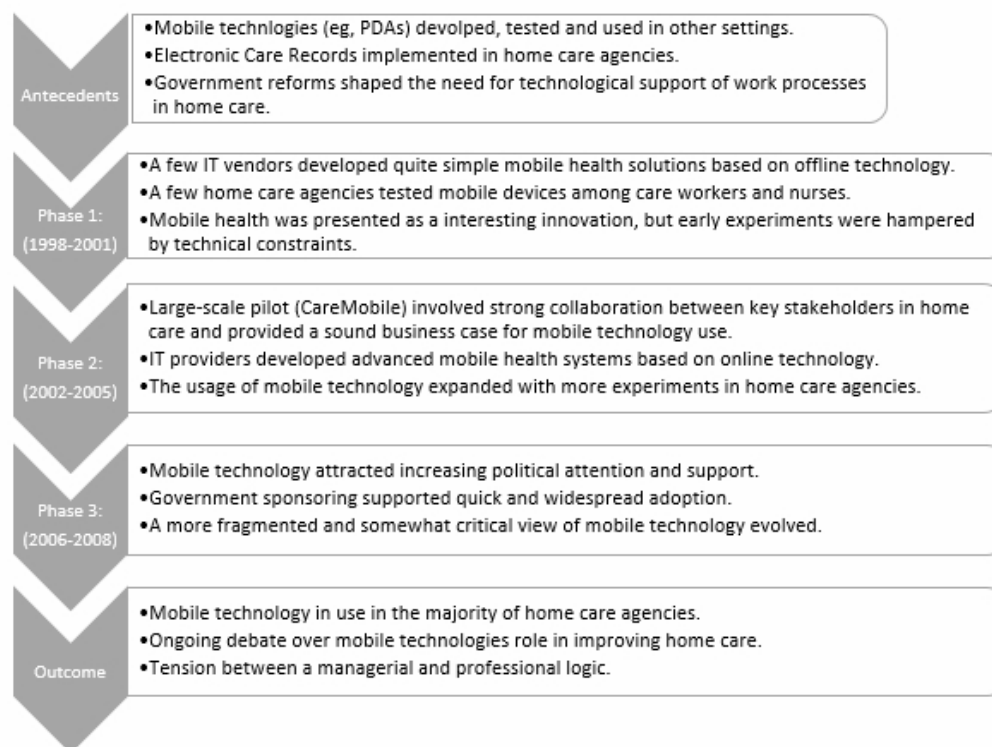 Antecedents
•Mobile technlogies (eg, PDAs) devolped, tested and used in other settings.
•Electronic Care Records implemented in home care agencies.
•Government reforms shaped the need for technological support of work processes
in home care.
Phase 1:
(1998-2001)
•A few IT vendors developed quite simple mobile health solutions based on offline technology.
•A few home care agencies tested mobile devices among care workers and nurses.
•Mobile health was presented as a interesting innovation, but early experiments were hampered
by technical constraints.
Phase 2:
(2002-2005)
•Large-scale pilot (CareMobile) involved strong collaboration between key stakeholders in home
care and provided a sound business case for mobile technology use.
•IT providers developed advanced mobile health systems based on online technology.
•The usage of mobile technology expanded with more experiments in home care agencies.
Phase 3:
(2006-2008)
•Mobile technology attracted increasing political attention and support.
•Government sponsoring supported quick and widespread adoption.
•A more fragmented and somewhat critical view of mobile technology evolved.
Outcome
•Mobile technology in use in the majority of home care agencies.
•Ongoing debate over mobile technologies role in improving home care.
•Tension between a managerial and professional logic.